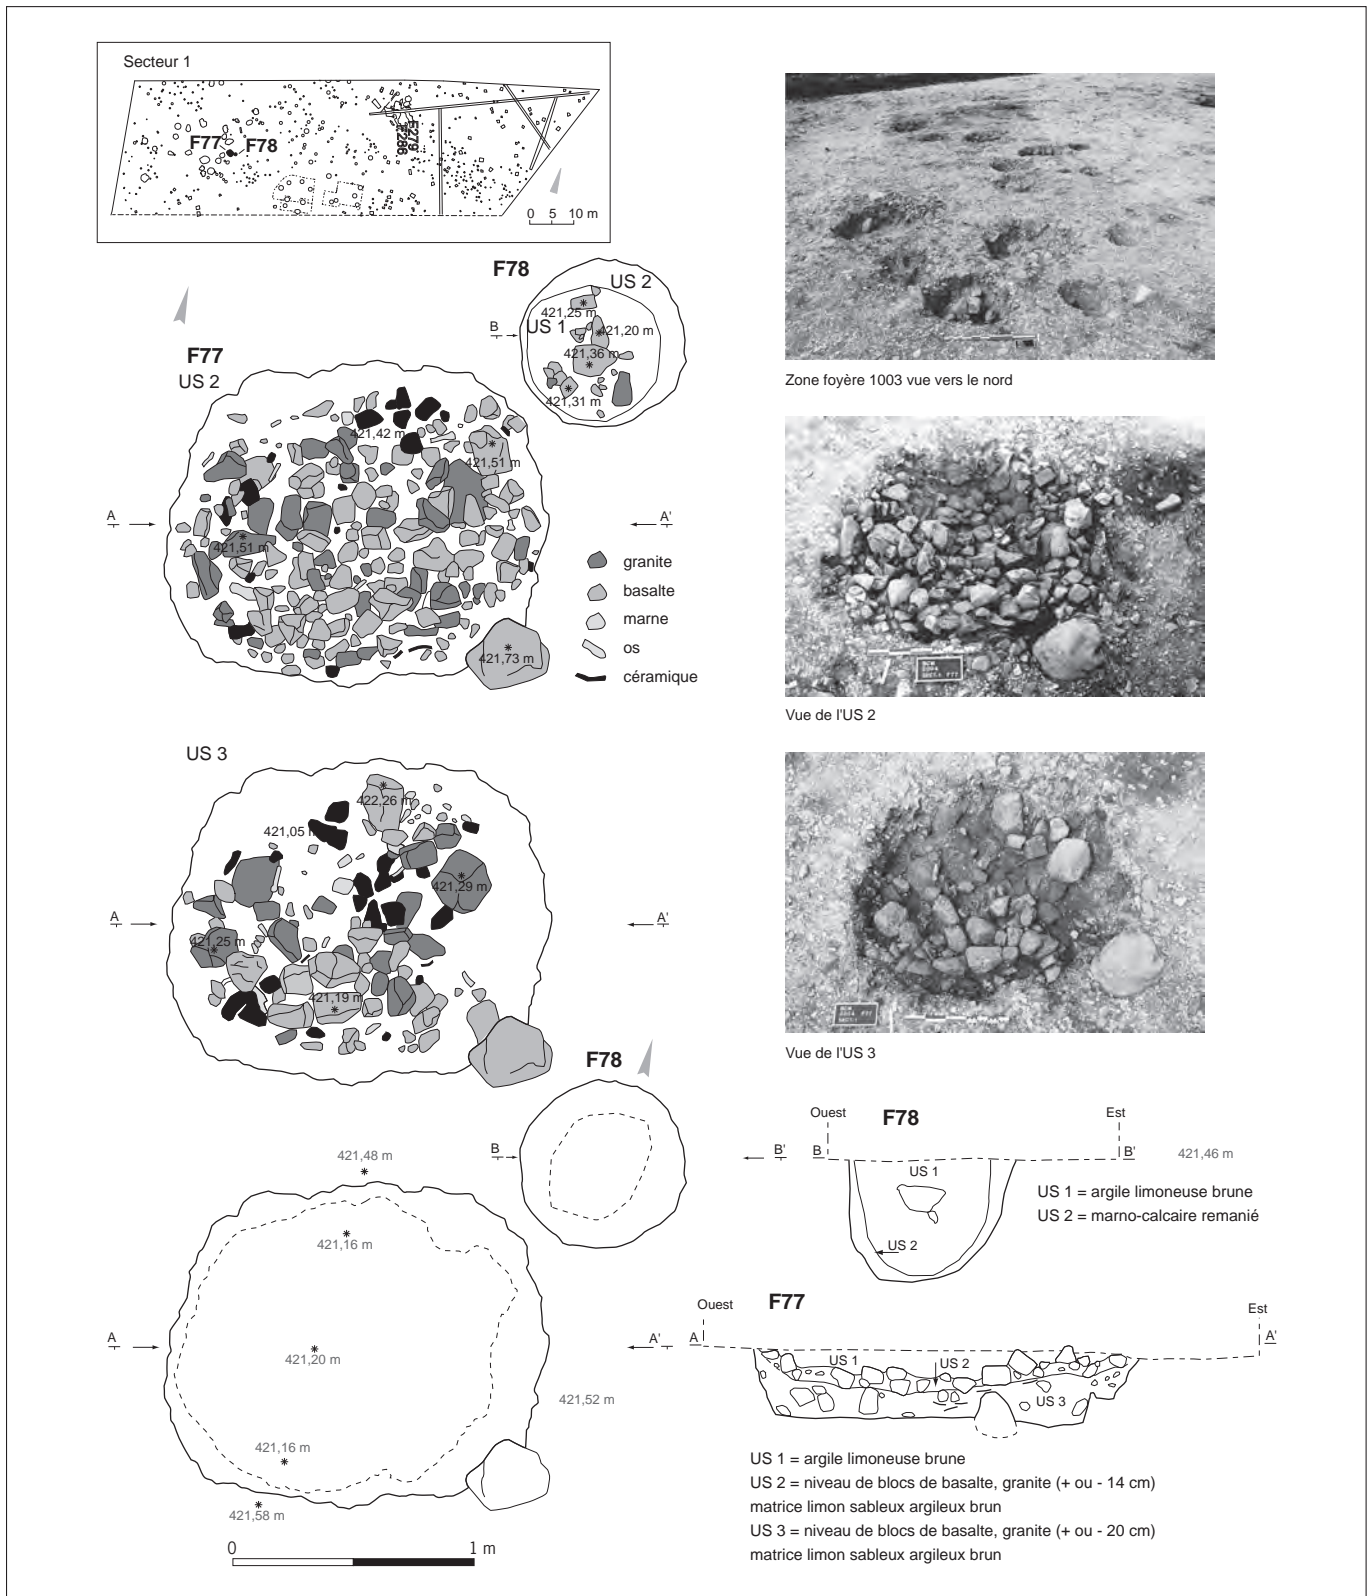 Secteur 1
F77
F78
F279
F286
0 5 10 m
F78
US 2
421,25 m
US 1
421,20 m
B
421,36 m
421,31 m
F77
US 2
421,42 m
421,51 m
A
A'
421,51 m
421,73 m
granite
basalte
marne
os
céramique
Zone foyère 1003 vue vers le nord
Vue de l'US 2
US 3
422,26 m
421,05 m
421,29 m
A
A'
421,25 m
421,19 m
Vue de l'US 3
F78
B
B'
421,48 m
421,16 m
A
A'
421,20 m
421,52 m
421,16 m
421,58 m
0 1 m
Ouest
F78
Est
B
B'
421,46 m
US 1
US 2
US 1 = argile limoneuse brune
US 2 = marno-calcaire remanié
Ouest
F77
Est
A
A'
US 1
US 2
US 3
US 1 = argile limoneuse brune
US 2 = niveau de blocs de basalte, granite (+ ou - 14 cm)
matrice limon sableux argileux brun
US 3 = niveau de blocs de basalte, granite (+ ou - 20 cm)
matrice limon sableux argileux brun